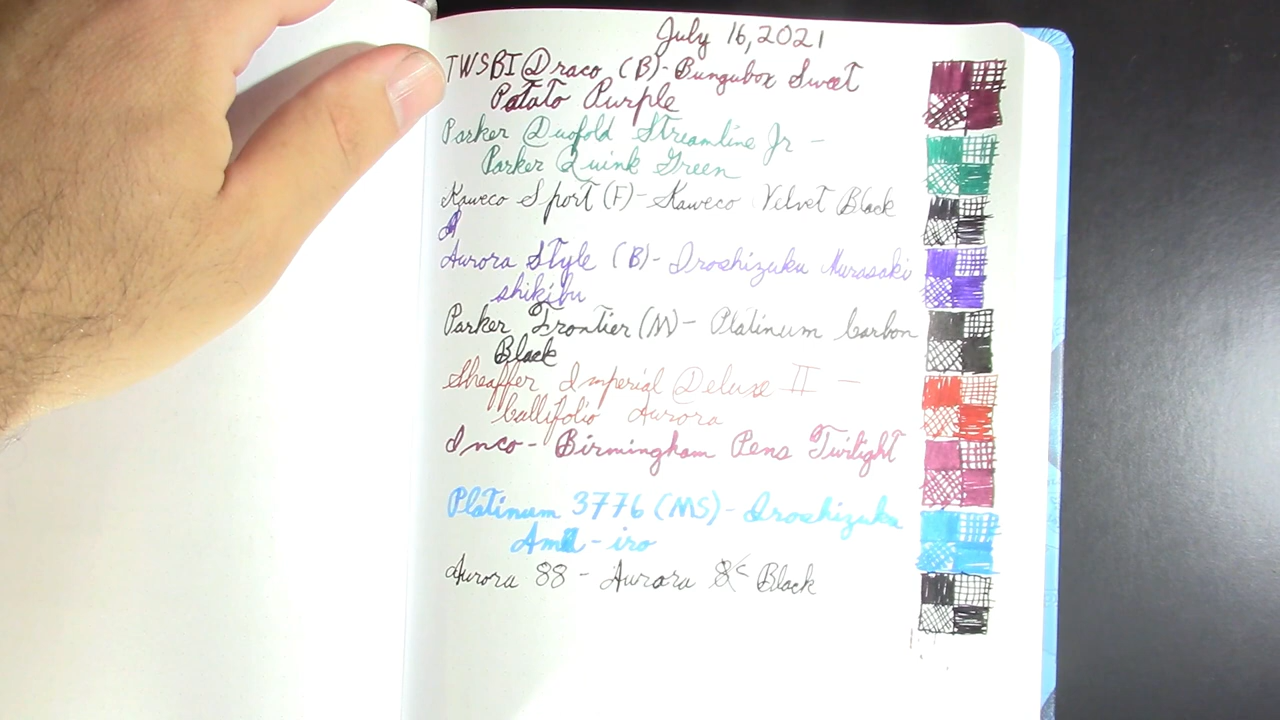 July 16, 2021
TWSBI Draco (B)- Bungubox Sweet
Potato Purple
Parker Duofold Streamline Jr -
Parker Quink Green
Kaweco Sport (F)- Kaweco Velvet Black
Aurora Style (B)- Iroshizuku Murasaki
shikibu
Parker Frontier (M)- Platinum Carbon
Black
Sheaffer Imperial Deluxe II -
Callifolio Aurora
Inco- Birmingham Pens Twilight
Platinum 3776 (MS)- Iroshizuku
Ama-iro
Aurora 88 - Aurora Black